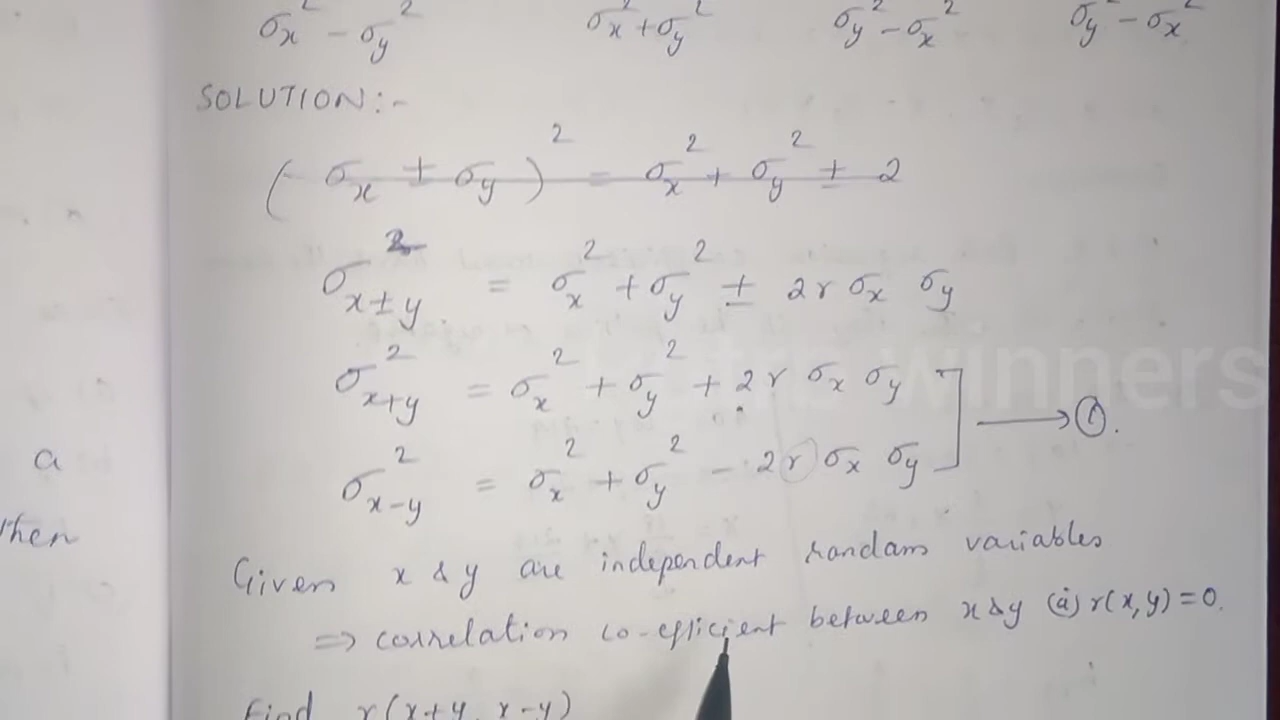 σx² − σy² σx² + σy² σy² − σx² σy² − σx²
SOLUTION:-
(σx ± σy)² = σx² + σy² ± 2
σ²x±y = σx² + σy² ± 2r σx σy
σ²x+y = σx² + σy² + 2r σx σy
σ²x−y = σx² + σy² − 2r σx σy
→ ①.
a
then
Given x & y are independent random variables
⇒ correlation co-efficient between x & y (i) r(x, y) = 0.
Find r(x+y, x−y)
winners